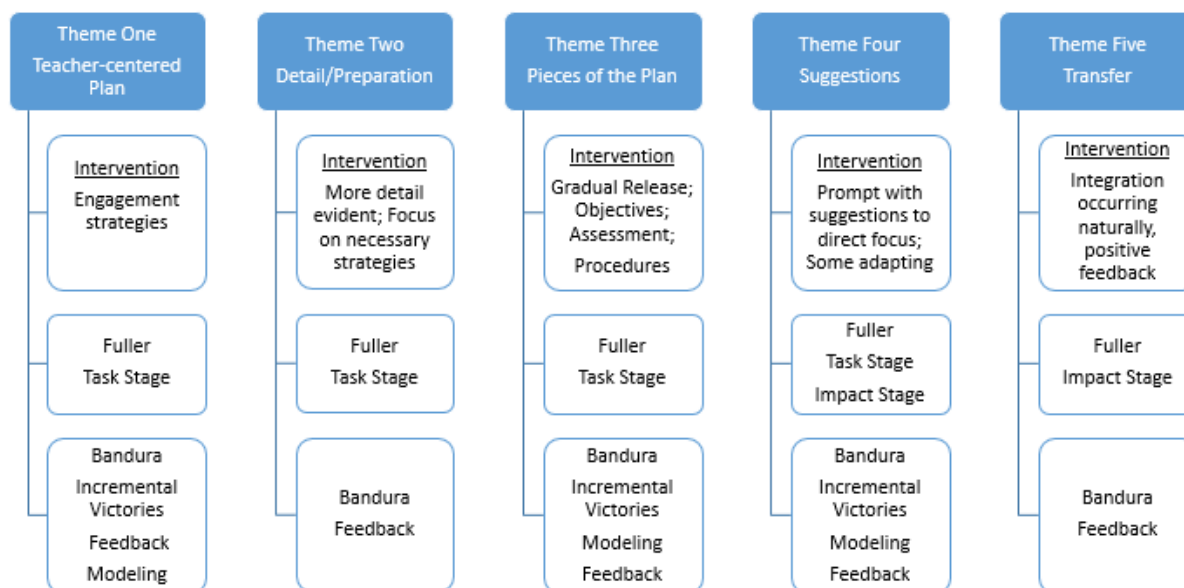 Theme One
Teacher-centered
Plan
Intervention
Engagement
strategies
Fuller
Task Stage
Bandura
Incremental
Victories
Feedback
Modeling
Theme Two
Detail/Preparation
Intervention
More detail
evident; Focus
on necessary
strategies
Fuller
Task Stage
Bandura
Feedback
Theme Three
Pieces of the Plan
Intervention
Gradual Release;
Objectives;
Assessment;
Procedures
Fuller
Task Stage
Bandura
Incremental
Victories
Modeling
Feedback
Theme Four
Suggestions
Intervention
Prompt with
suggestions to
direct focus;
Some adapting
Fuller
Task Stage
Impact Stage
Bandura
Incremental
Victories
Modeling
Feedback
Theme Five
Transfer
Intervention
Integration
occurring
naturally,
positive
feedback
Fuller
Impact Stage
Bandura
Feedback